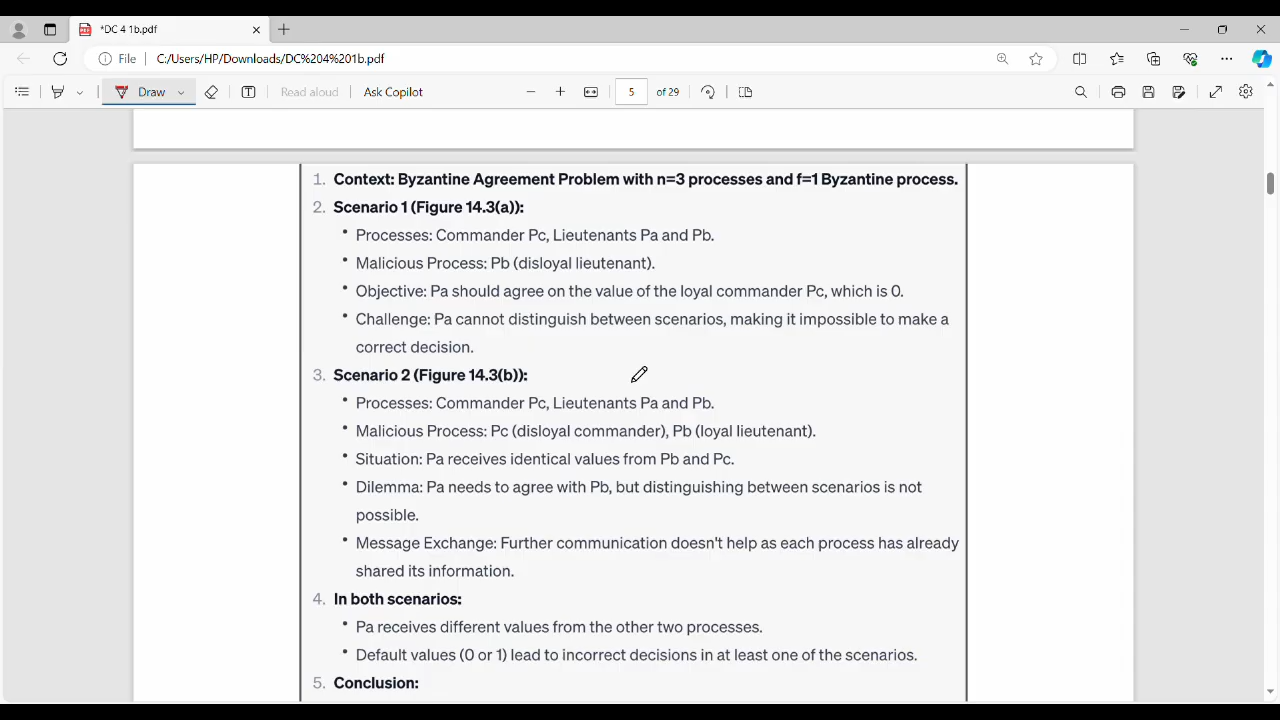 *DC 4 1b.pdf
File C:/Users/HP/Downloads/DC%204%201b.pdf
Draw Read aloud Ask Copilot 5 of 29
1. Context: Byzantine Agreement Problem with n=3 processes and f=1 Byzantine process.
2. Scenario 1 (Figure 14.3(a)):
• Processes: Commander Pc, Lieutenants Pa and Pb.
• Malicious Process: Pb (disloyal lieutenant).
• Objective: Pa should agree on the value of the loyal commander Pc, which is 0.
• Challenge: Pa cannot distinguish between scenarios, making it impossible to make a
correct decision.
3. Scenario 2 (Figure 14.3(b)):
• Processes: Commander Pc, Lieutenants Pa and Pb.
• Malicious Process: Pc (disloyal commander), Pb (loyal lieutenant).
• Situation: Pa receives identical values from Pb and Pc.
• Dilemma: Pa needs to agree with Pb, but distinguishing between scenarios is not
possible.
• Message Exchange: Further communication doesn't help as each process has already
shared its information.
4. In both scenarios:
• Pa receives different values from the other two processes.
• Default values (0 or 1) lead to incorrect decisions in at least one of the scenarios.
5. Conclusion: